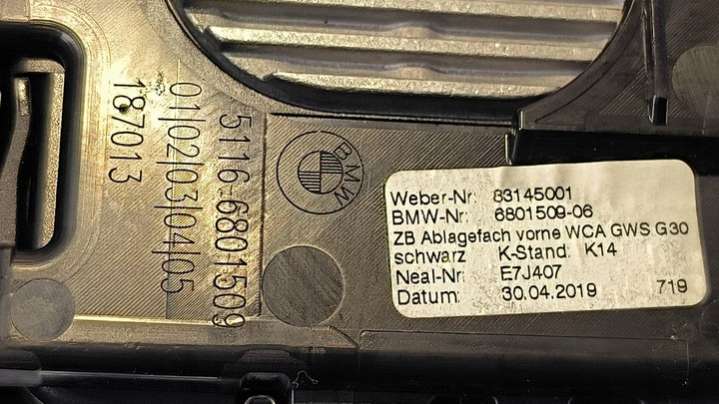 5116-6801509
01|02|03|04|05
187013
BMW
Weber-Nr: 83145001
BMW-Nr: 6801509-06
ZB Ablagefach vorne WCA GWS G30
schwarz K-Stand: K14
Neal-Nr: E7J407
Datum: 30.04.2019 719